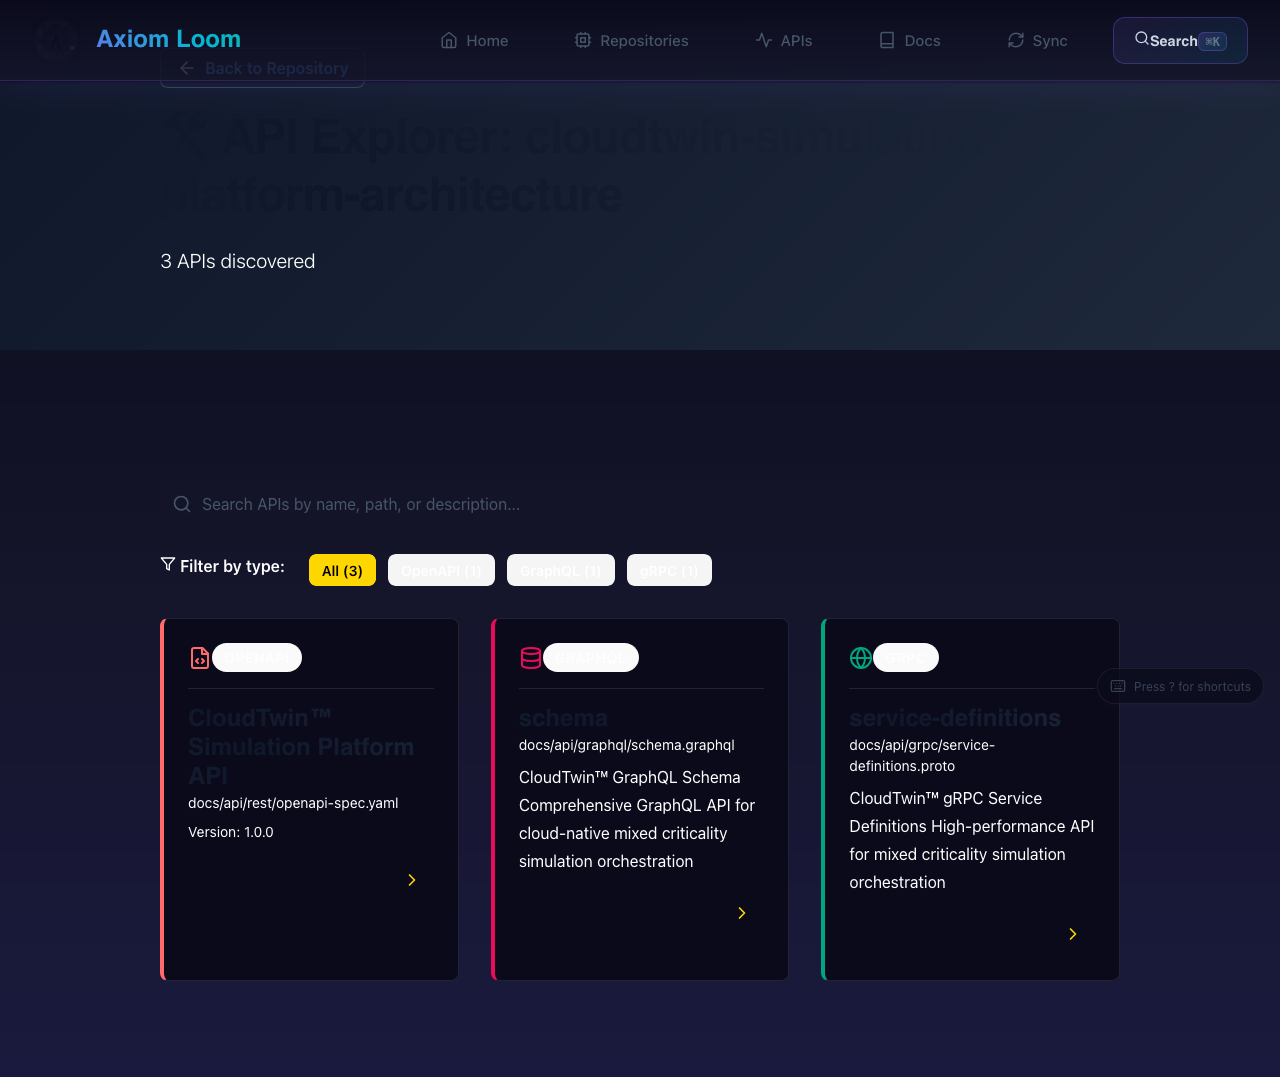 Axiom Loom
Home
Repositories
APIs
Docs
Sync
Search ⌘K
Back to Repository
🛠 API Explorer: cloudtwin-simulation-
platform-architecture
3 APIs discovered
Search APIs by name, path, or description...
Filter by type:
All (3)
OpenAPI (1)
GraphQL (1)
gRPC (1)
CloudTwin™
Simulation Platform
API
docs/api/rest/openapi-spec.yaml
Version: 1.0.0
schema
docs/api/graphql/schema.graphql
CloudTwin™ GraphQL Schema
Comprehensive GraphQL API for
cloud-native mixed criticality
simulation orchestration
service-definitions
docs/api/grpc/service-
definitions.proto
CloudTwin™ gRPC Service
Definitions High-performance API
for mixed criticality simulation
orchestration
Press ? for shortcuts